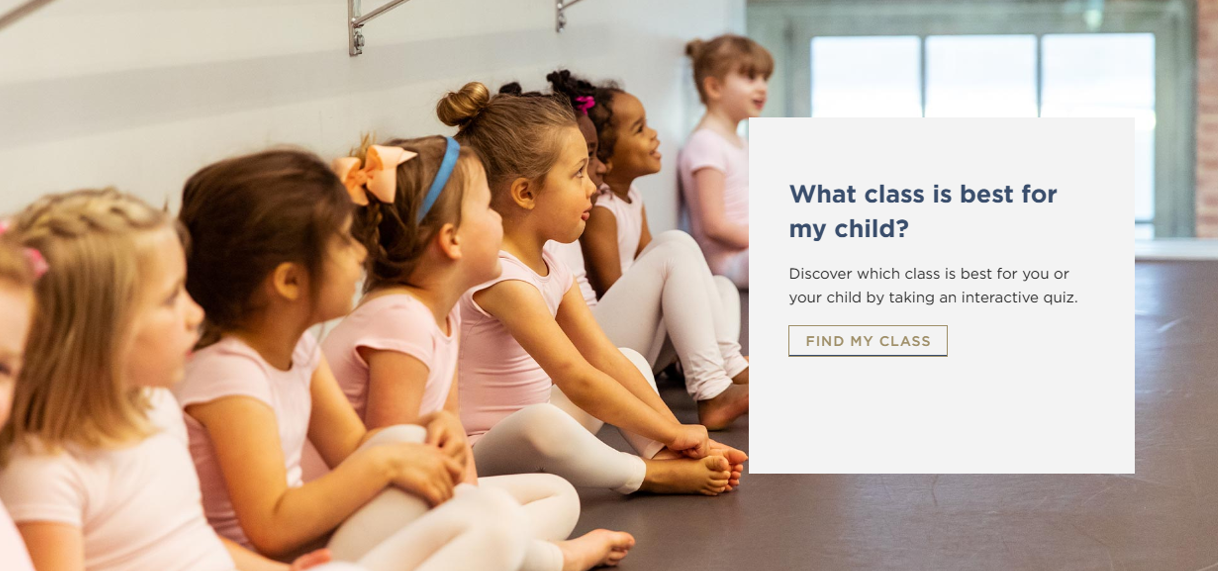 What class is best for
my child?
Discover which class is best for you or
your child by taking an interactive quiz.
FIND MY CLASS